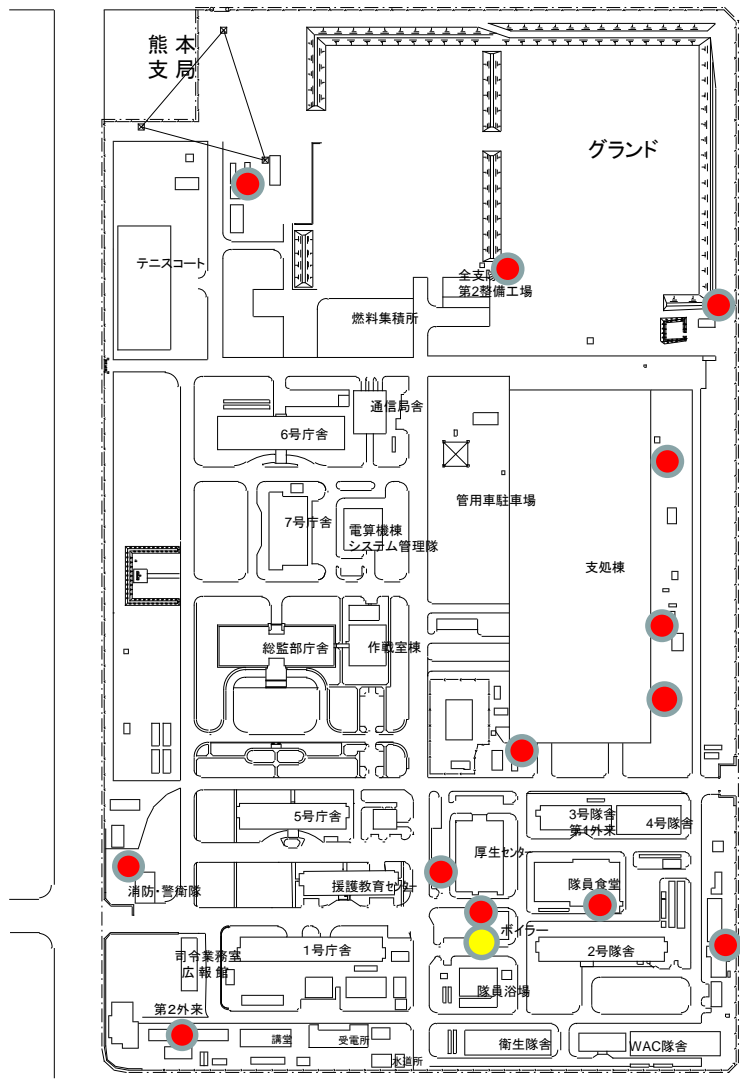 熊本
支局
グランド
テニスコート
全支隊
第2整備工場
燃料集積所
通信局舎
6号庁舎
管用車駐車場
7号庁舎
電算機棟
システム管理隊
支処棟
総監部庁舎
作戦室棟
5号庁舎
3号隊舎
第1外来
4号隊舎
厚生センター
消防・警衛隊
援護教育センター
隊員食堂
ボイラー
司令業務室
広報館
1号庁舎
2号隊舎
隊員浴場
第2外来
講堂
受電所
水道所
衛生隊舎
WAC隊舎